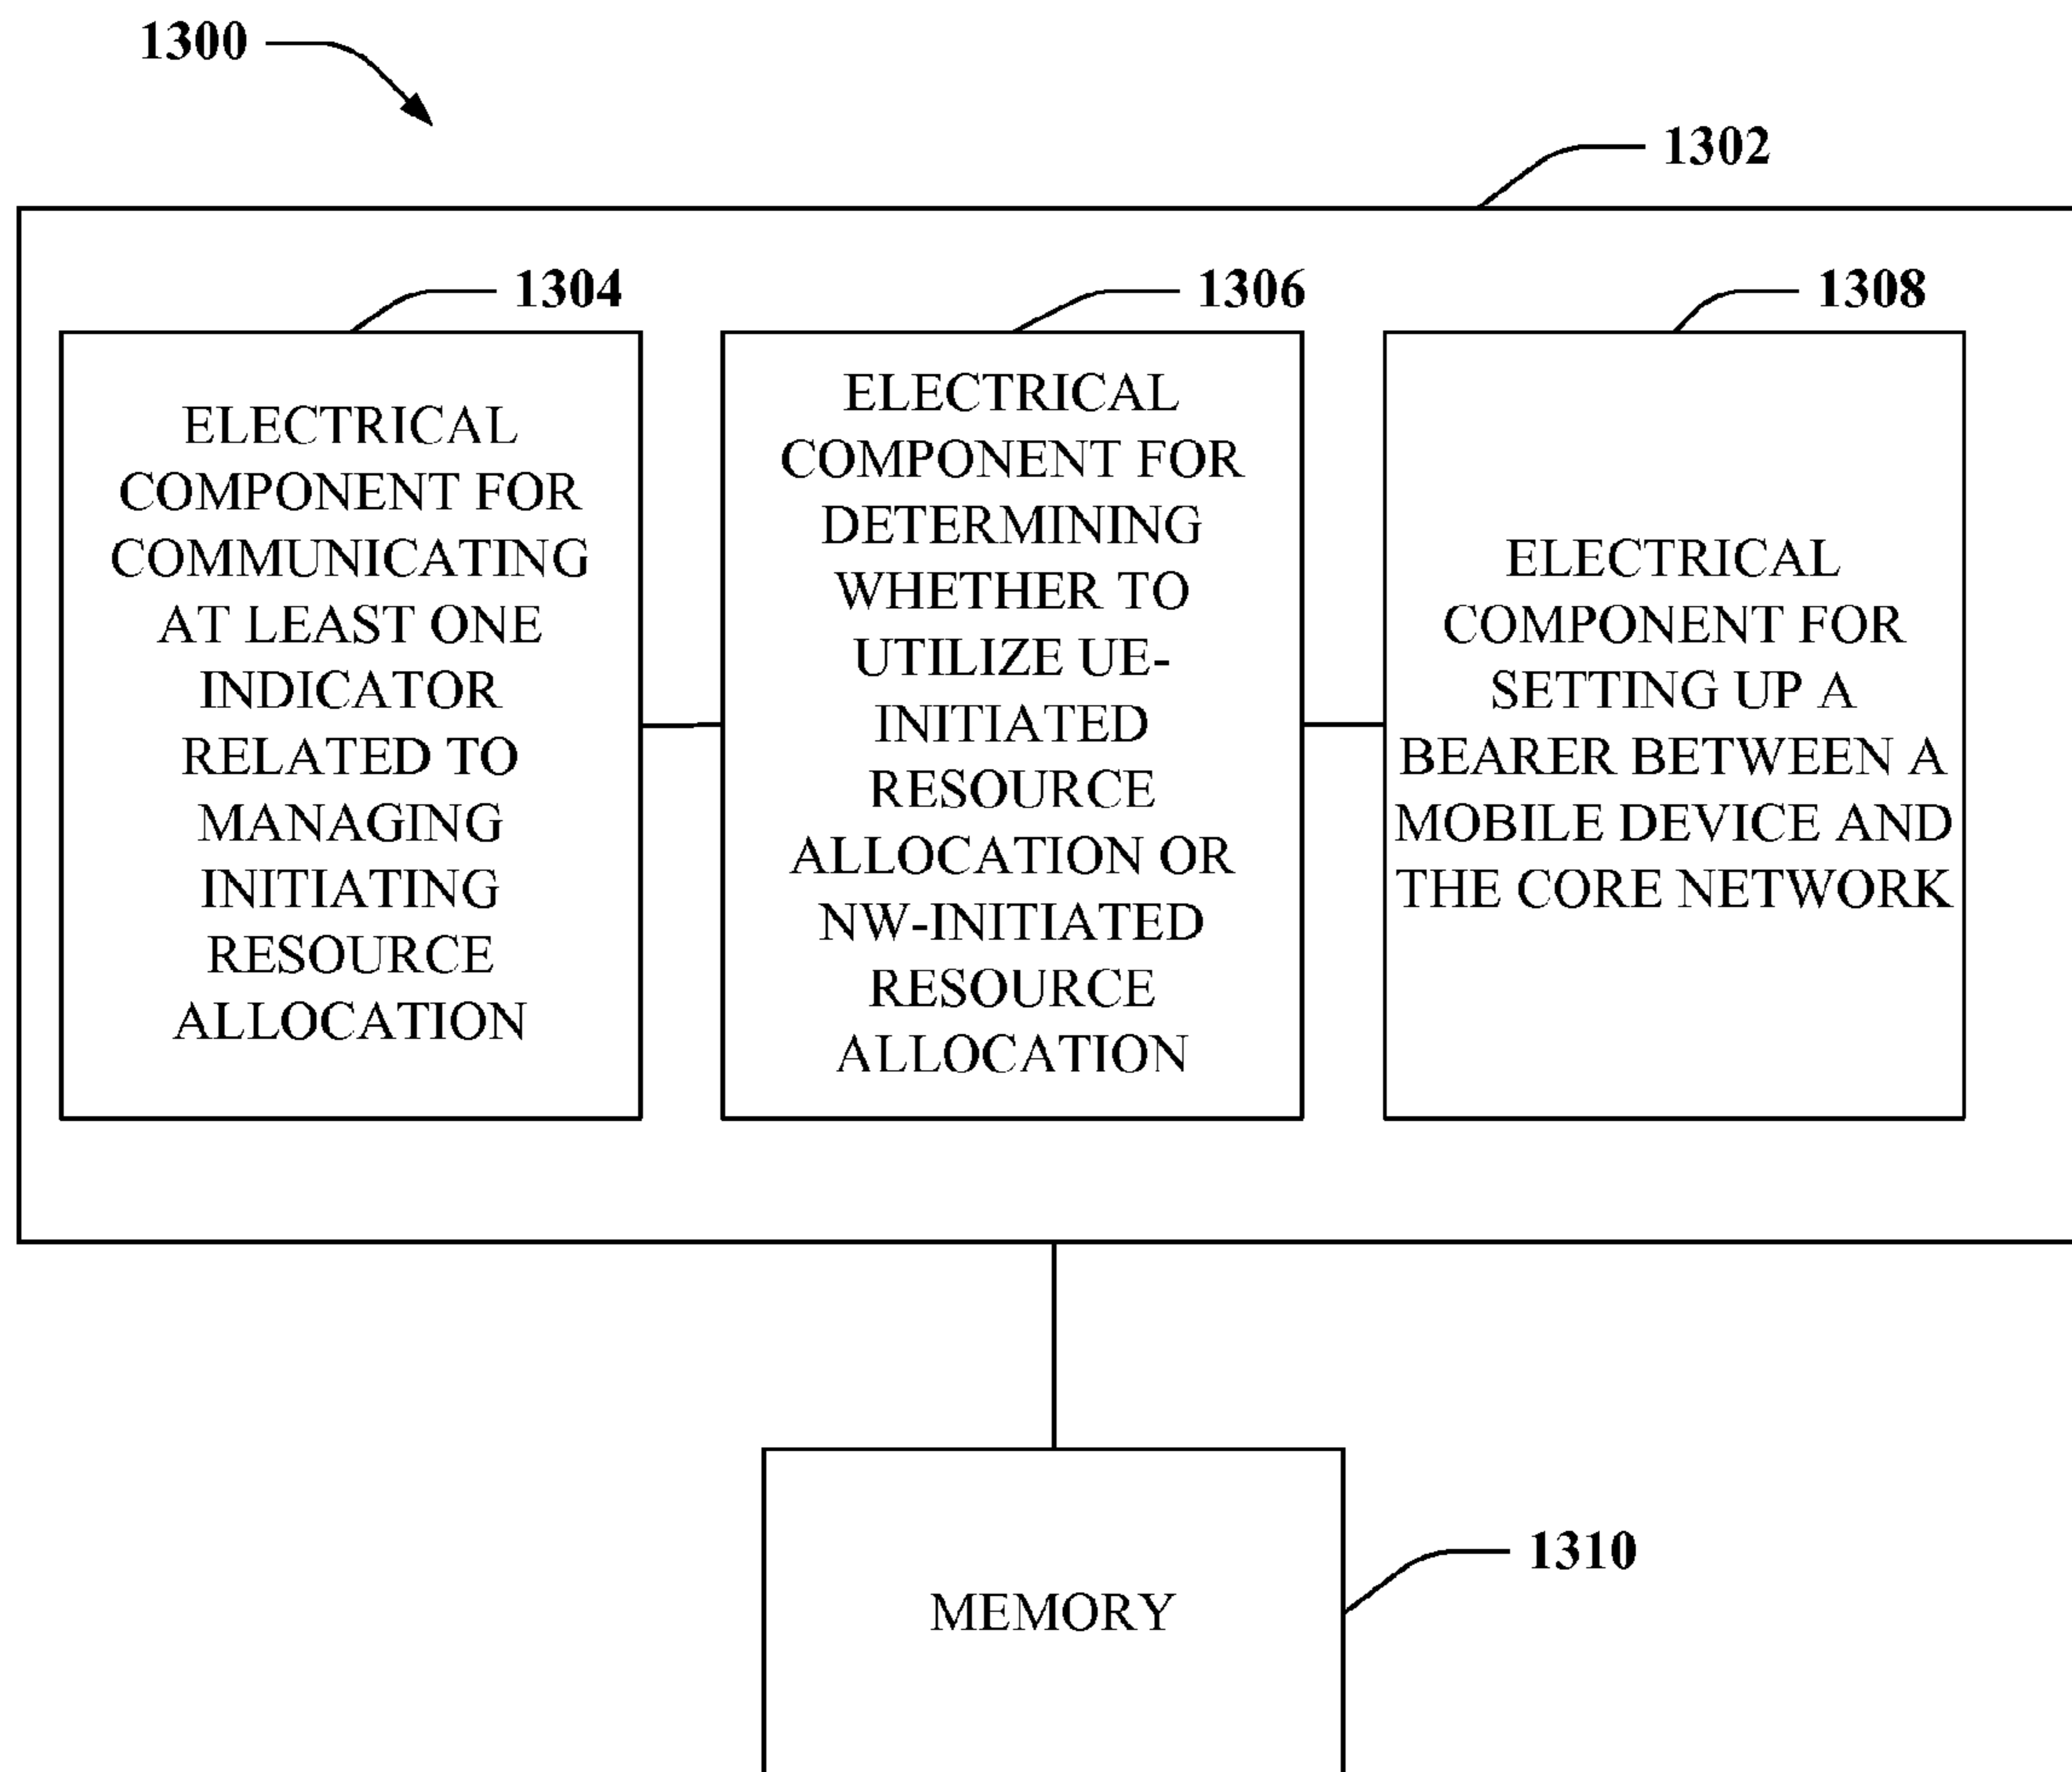 1300
1302
1304
1306
1308
ELECTRICAL
COMPONENT FOR
COMMUNICATING
AT LEAST ONE
INDICATOR
RELATED TO
MANAGING
INITIATING
RESOURCE
ALLOCATION
ELECTRICAL
COMPONENT FOR
DETERMINING
WHETHER TO
UTILIZE UE-
INITIATED
RESOURCE
ALLOCATION OR
NW-INITIATED
RESOURCE
ALLOCATION
ELECTRICAL
COMPONENT FOR
SETTING UP A
BEARER BETWEEN A
MOBILE DEVICE AND
THE CORE NETWORK
1310
MEMORY